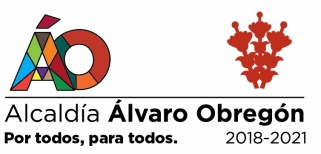 ÁO
Alcaldía Álvaro Obregón
Por todos, para todos. 2018-2021